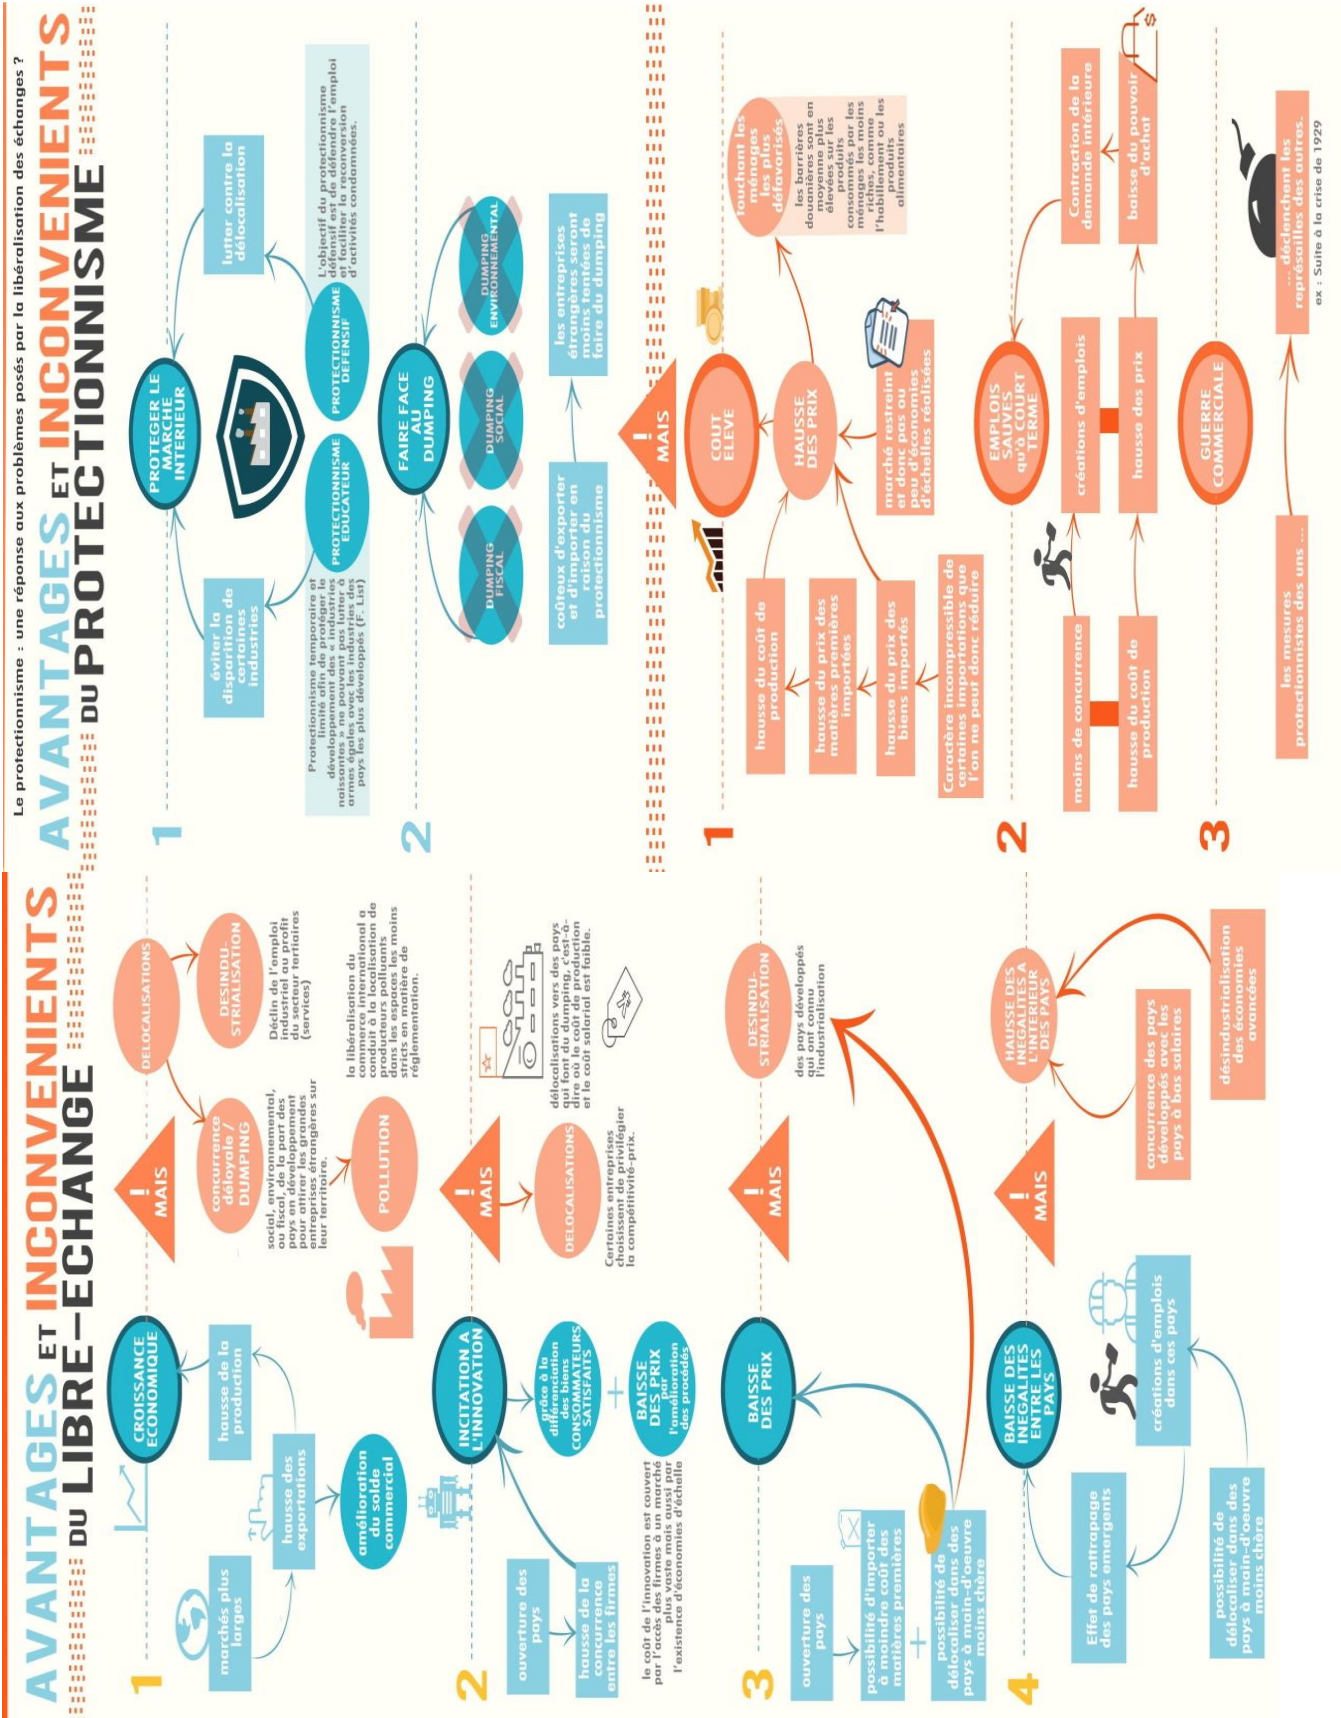 AVANTAGES ET INCONVENIENTS
DU LIBRE-ECHANGE
1
CROISSANCE
ECONOMIQUE
marchés plus
larges
hausse des
exportations
hausse de la
production
amélioration
du solde
commercial
!
MAIS
DELOCALISATIONS
concurrence
déloyale /
DUMPING
social, environnemental,
ou fiscal, de la part des
pays en développement
pour attirer les grandes
entreprises étrangères sur
leur territoire.
DESINDU-
STRIALISATION
Déclin de l'emploi
industriel au profit
du secteur tertiaires
(services)
POLLUTION
la libéralisation du
commerce international a
conduit à la localisation de
producteurs polluants
dans les espaces les moins
stricts en matière de
réglementation.
2
INCITATION A
L'INNOVATION
ouverture des
pays
hausse de la
concurrence
entre les firmes
grâce à la
différenciation
des biens
CONSOMMATEURS
SATISFAITS
+
BAISSE
DES PRIX
par
l'amélioration
des procédés
le coût de l'innovation est couvert
par l'accès des firmes à un marché
plus vaste mais aussi par
l'existence d'économies d'échelle
!
MAIS
DELOCALISATIONS
délocalisations vers des pays
qui font du dumping, c'est-à-
dire où le coût de production
et le coût salarial est faible.
Certaines entreprises
choisissent de privilégier
la compétitivité-prix.
3
BAISSE
DES PRIX
ouverture des
pays
possibilité d'importer
à moindre coût des
matières premières
+
possibilité de
délocaliser dans des
pays à main-d'oeuvre
moins chère
!
MAIS
DESINDU-
STRIALISATION
des pays développés
qui ont connu
l'industrialisation
4
BAISSE DES
INEGALITES
ENTRE LES
PAYS
Effet de rattrapage
des pays émergents
créations d'emplois
dans ces pays
possibilité de
délocaliser dans des
pays à main-d'oeuvre
moins chère
!
MAIS
HAUSSE DES
INEGALITES A
L'INTERIEUR
DES PAYS
concurrence des pays
développés avec les
pays à bas salaires
désindustrialisation
des économies
avancées
Le protectionnisme : une réponse aux problèmes posés par la libéralisation des échanges ?
AVANTAGES ET INCONVENIENTS
DU PROTECTIONNISME
1
PROTEGER LE
MARCHE
INTERIEUR
éviter la
disparition de
certaines
industries
lutter contre la
délocalisation
PROTECTIONNISME
EDUCATEUR
PROTECTIONNISME
DEFENSIF
Protectionnisme temporaire et
limité afin de protéger le
développement des « industries
naissantes » ne pouvant pas lutter à
armes égales avec les industries des
pays les plus développés (F. List)
L'objectif du protectionnisme
défensif est de défendre l'emploi
et faciliter la reconversion
d'activités condamnées.
2
FAIRE FACE
AU
DUMPING
DUMPING
FISCAL
DUMPING
SOCIAL
DUMPING
ENVIRONNEMENTAL
coûteux d'exporter
et d'importer en
raison du
protectionnisme
les entreprises
étrangères seront
moins tentées de
faire du dumping
!
MAIS
1
COUT
ELEVE
hausse du coût de
production
hausse du prix des
matières premières
importées
hausse du prix des
biens importés
Caractère incompressible de
certaines importations que
l'on ne peut donc réduire
HAUSSE
DES PRIX
marché restreint
et donc pas ou
peu d'économies
d'échelles réalisées
touchant les
ménages
les plus
défavorisés
les barrières
douanières sont en
moyenne plus
élevées sur les
produits
consommés par les
ménages les moins
riches, comme
l'habillement ou les
produits
alimentaires
2
EMPLOIS
SAUVES
qu'à COURT
TERME
moins de concurrence
créations d'emplois
hausse du coût de
production
hausse des prix
Contraction de la
demande intérieure
baisse du pouvoir
d'achat
$
3
GUERRE
COMMERCIALE
les mesures
protectionnistes des uns ...
... déclenchent les
représailles des autres.
ex : Suite à la crise de 1929